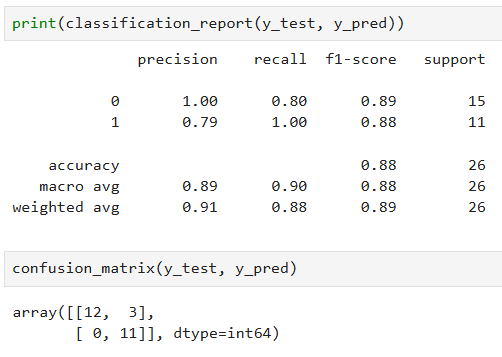 print(classification_report(y_test, y_pred))
precision recall f1-score support
0 1.00 0.80 0.89 15
1 0.79 1.00 0.88 11
accuracy 0.88 26
macro avg 0.89 0.90 0.88 26
weighted avg 0.91 0.88 0.89 26
confusion_matrix(y_test, y_pred)
array([[12, 3],
[ 0, 11]], dtype=int64)